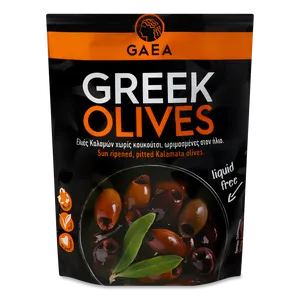 GAEA
GREEK
OLIVES
Ελιές Καλαμών χωρίς κουκούτσι, ωριμασμένες στον ήλιο.
Sun ripened, pitted Kalamata olives.
liquid
free